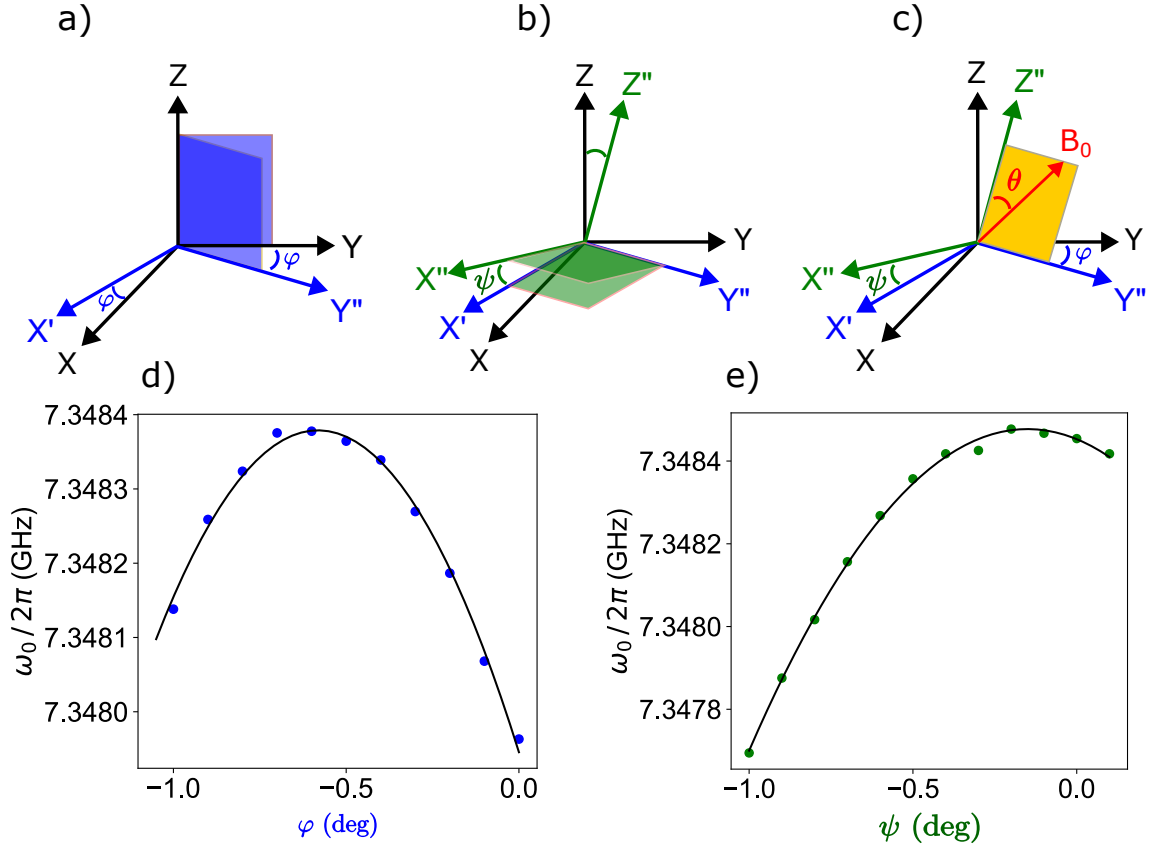 a)
b)
c)
Z
Y
φ
Y"
X'
φ
X
Z
Z"
Y
X"
ψ
Y"
X'
X
Z
Z"
B₀
θ
Y
φ
X"
ψ
Y"
X'
X
d)
7.3484
7.3483
7.3482
7.3481
7.3480
ω₀/2π (GHz)
−1.0
−0.5
0.0
φ (deg)
e)
7.3484
7.3482
7.3480
7.3478
ω₀/2π (GHz)
−1.0
−0.5
0.0
ψ (deg)